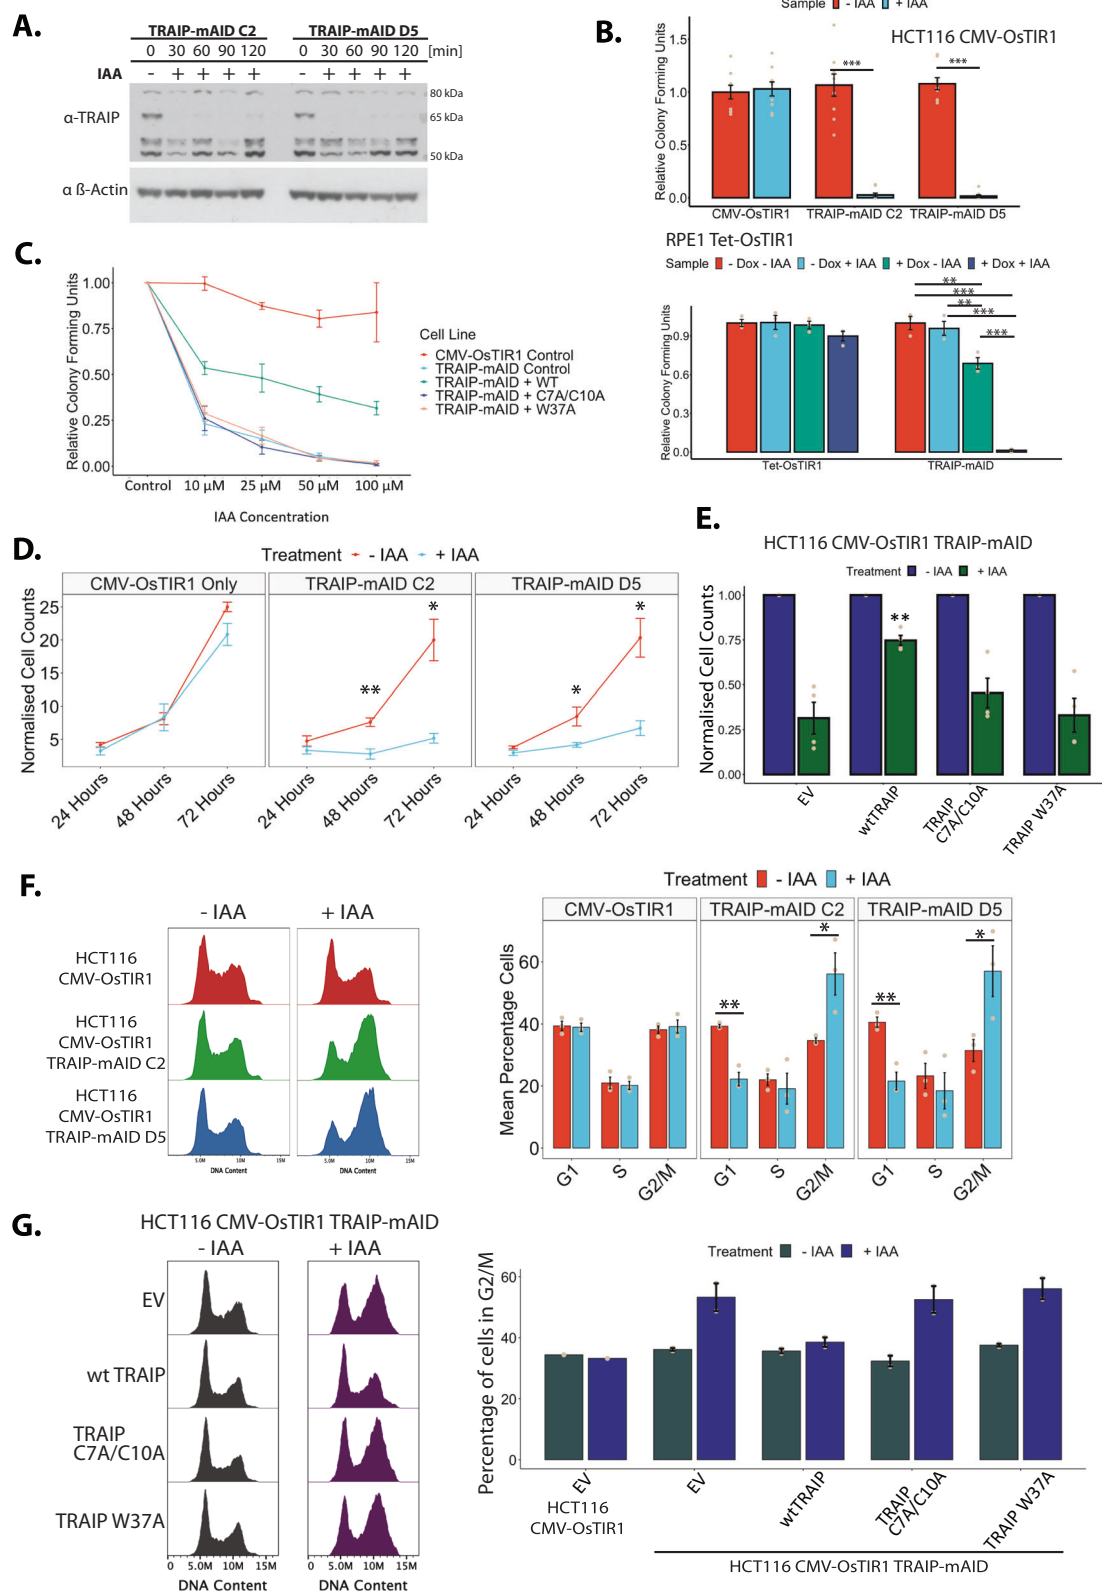 A.
TRAIP-mAID C2 TRAIP-mAID D5
0 30 60 90 120 0 30 60 90 120 [min]
IAA - + + + + - + + + +
α-TRAIP
80 kDa
65 kDa
50 kDa
α ß-Actin
B.
Sample - IAA + IAA
HCT116 CMV-OsTIR1
Relative Colony Forming Units
1.5
1.0
0.5
0.0
*** ***
CMV-OsTIR1 TRAIP-mAID C2 TRAIP-mAID D5
RPE1 Tet-OsTIR1
Sample - Dox - IAA - Dox + IAA + Dox - IAA + Dox + IAA
Relative Colony Forming Units
0.9
0.6
0.3
0.0
**
***
**
***
***
Tet-OsTIR1 TRAIP-mAID
C.
Relative Colony Forming Units
1.00
0.75
0.50
0.25
0.00
Control 10 µM 25 µM 50 µM 100 µM
IAA Concentration
Cell Line
CMV-OsTIR1 Control
TRAIP-mAID Control
TRAIP-mAID + WT
TRAIP-mAID + C7A/C10A
TRAIP-mAID + W37A
D.
Treatment - IAA + IAA
CMV-OsTIR1 Only TRAIP-mAID C2 TRAIP-mAID D5
Normalised Cell Counts
25
20
15
10
5
** * * *
24 Hours 48 Hours 72 Hours 24 Hours 48 Hours 72 Hours 24 Hours 48 Hours 72 Hours
E.
HCT116 CMV-OsTIR1 TRAIP-mAID
Treatment - IAA + IAA
Normalised Cell Counts
1.00
0.75
0.50
0.25
0.00
**
EV
wtTRAIP
TRAIP
C7A/C10A
TRAIP W37A
F.
- IAA + IAA
HCT116
CMV-OsTIR1
HCT116
CMV-OsTIR1
TRAIP-mAID C2
HCT116
CMV-OsTIR1
TRAIP-mAID D5
5.0M 10M 15M 5.0M 10M 15M
DNA Content DNA Content
Treatment - IAA + IAA
CMV-OsTIR1 TRAIP-mAID C2 TRAIP-mAID D5
Mean Percentage Cells
60
40
20
0
** * ** *
G1 S G2/M G1 S G2/M G1 S G2/M
G.
HCT116 CMV-OsTIR1 TRAIP-mAID
- IAA + IAA
EV
wt TRAIP
TRAIP
C7A/C10A
TRAIP W37A
0 5.0M 10M 15M 0 5.0M 10M 15M
DNA Content DNA Content
Treatment - IAA + IAA
Percentage of cells in G2/M
60
40
20
0
EV
HCT116
CMV-OsTIR1
EV
wtTRAIP
TRAIP
C7A/C10A
TRAIP W37A
HCT116 CMV-OsTIR1 TRAIP-mAID